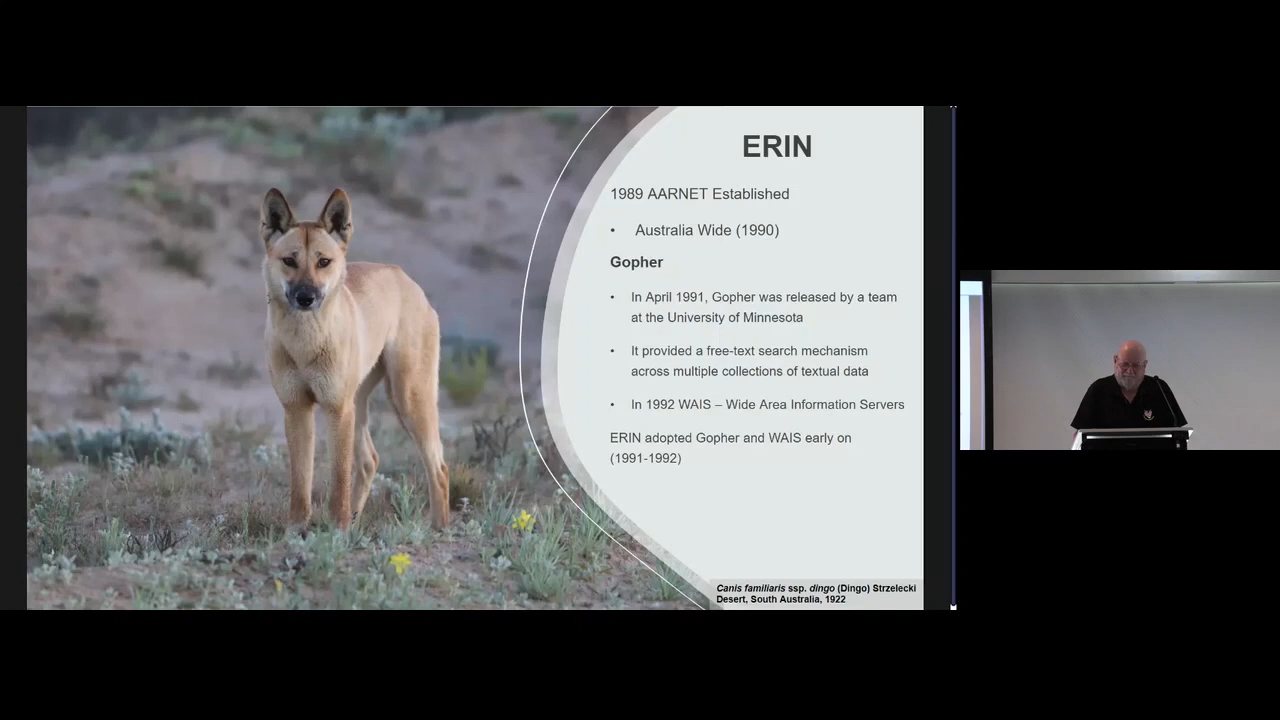 ERIN
1989 AARNET Established
• Australia Wide (1990)
Gopher
• In April 1991, Gopher was released by a team
at the University of Minnesota
• It provided a free-text search mechanism
across multiple collections of textual data
• In 1992 WAIS – Wide Area Information Servers
ERIN adopted Gopher and WAIS early on
(1991-1992)
Canis familiaris ssp. dingo (Dingo) Strzelecki
Desert, South Australia, 1922